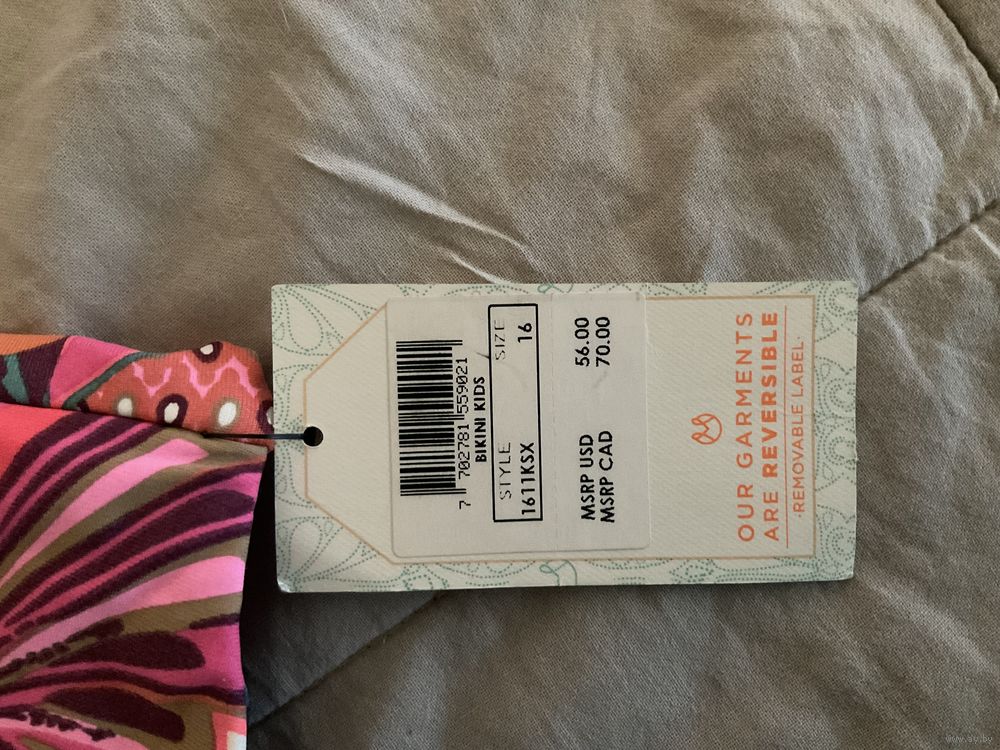 7 702781 559021
BIKINI KIDS
STYLE SIZE
1611KSX 16
MSRP USD 56.00
MSRP CAD 70.00
OUR GARMENTS
ARE REVERSIBLE
·REMOVABLE LABEL·